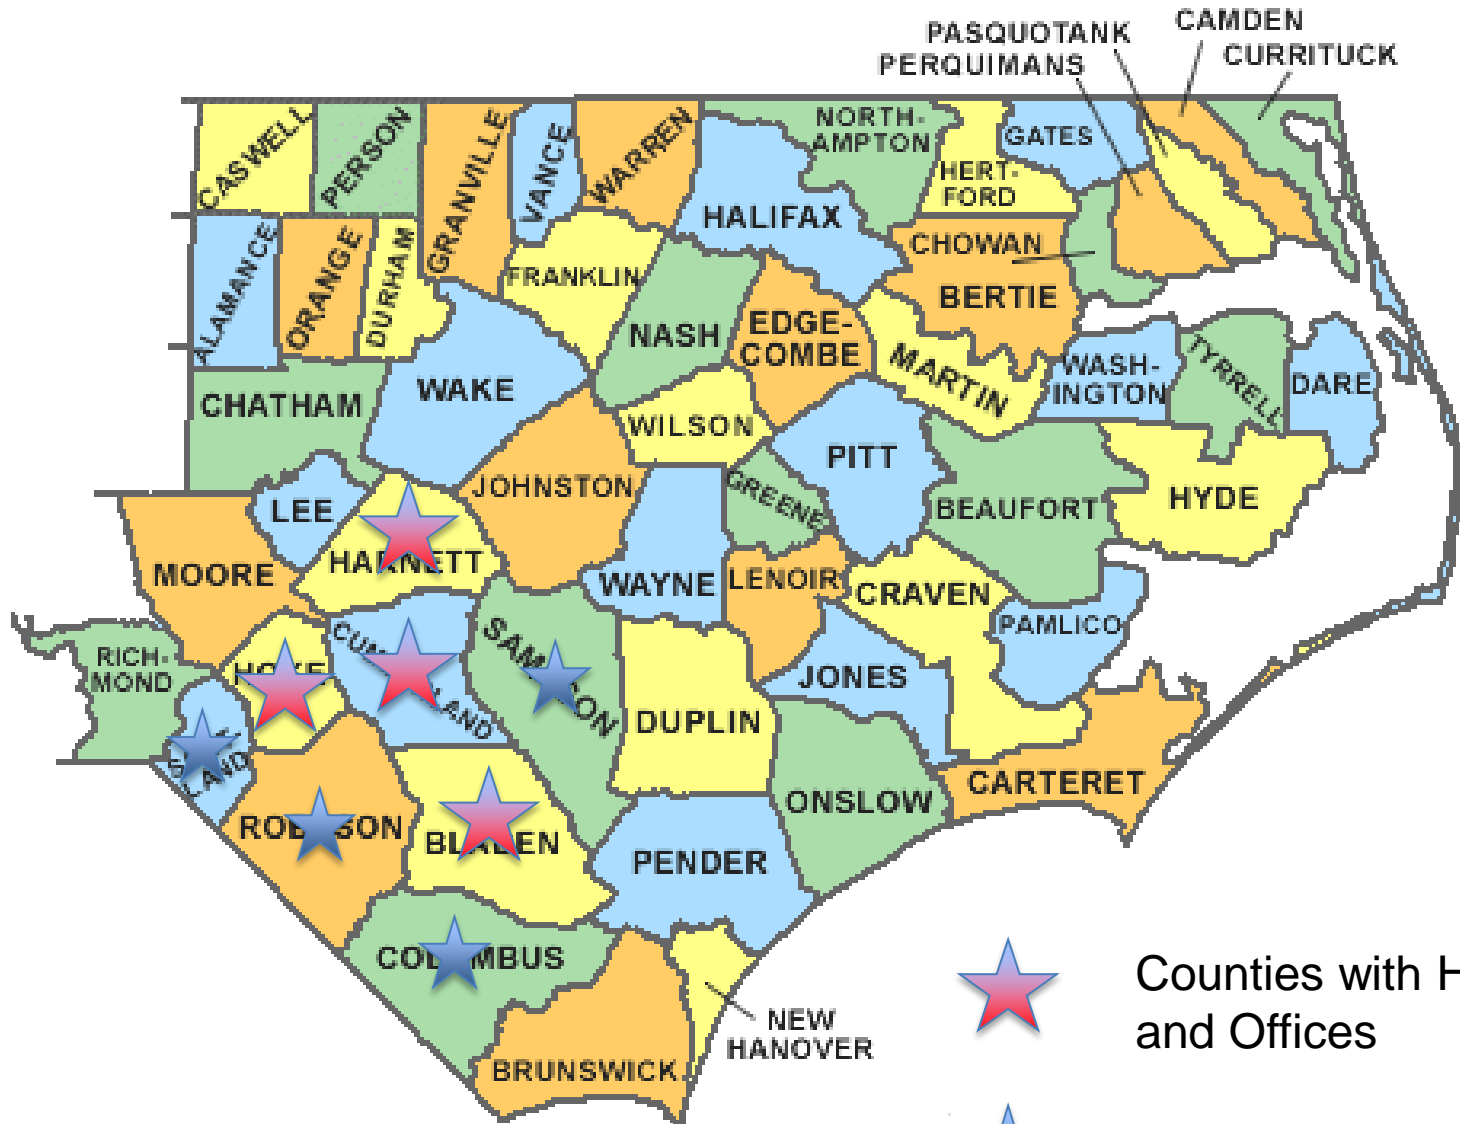 CAMDEN
PASQUOTANK
CURRITUCK
PERQUIMANS
CASWELL
PERSON
GRANVILLE
VANCE
WARREN
NORTH-
AMPTON
HERT-
FORD
GATES
HALIFAX
ALAMANCE
ORANGE
DURHAM
FRANKLIN
CHOWAN
BERTIE
NASH
EDGE-
COMBE
MARTIN
WASH-
INGTON
TYRRELL
DARE
CHATHAM
WAKE
WILSON
PITT
JOHNSTON
GREENE
BEAUFORT
HYDE
LEE
HARNETT
MOORE
WAYNE
LENOIR
CRAVEN
PAMLICO
RICH-
MOND
JONES
DUPLIN
ONSLOW
CARTERET
BLADEN
PENDER
BRUNSWICK
NEW
HANOVER
Counties with
and Offices